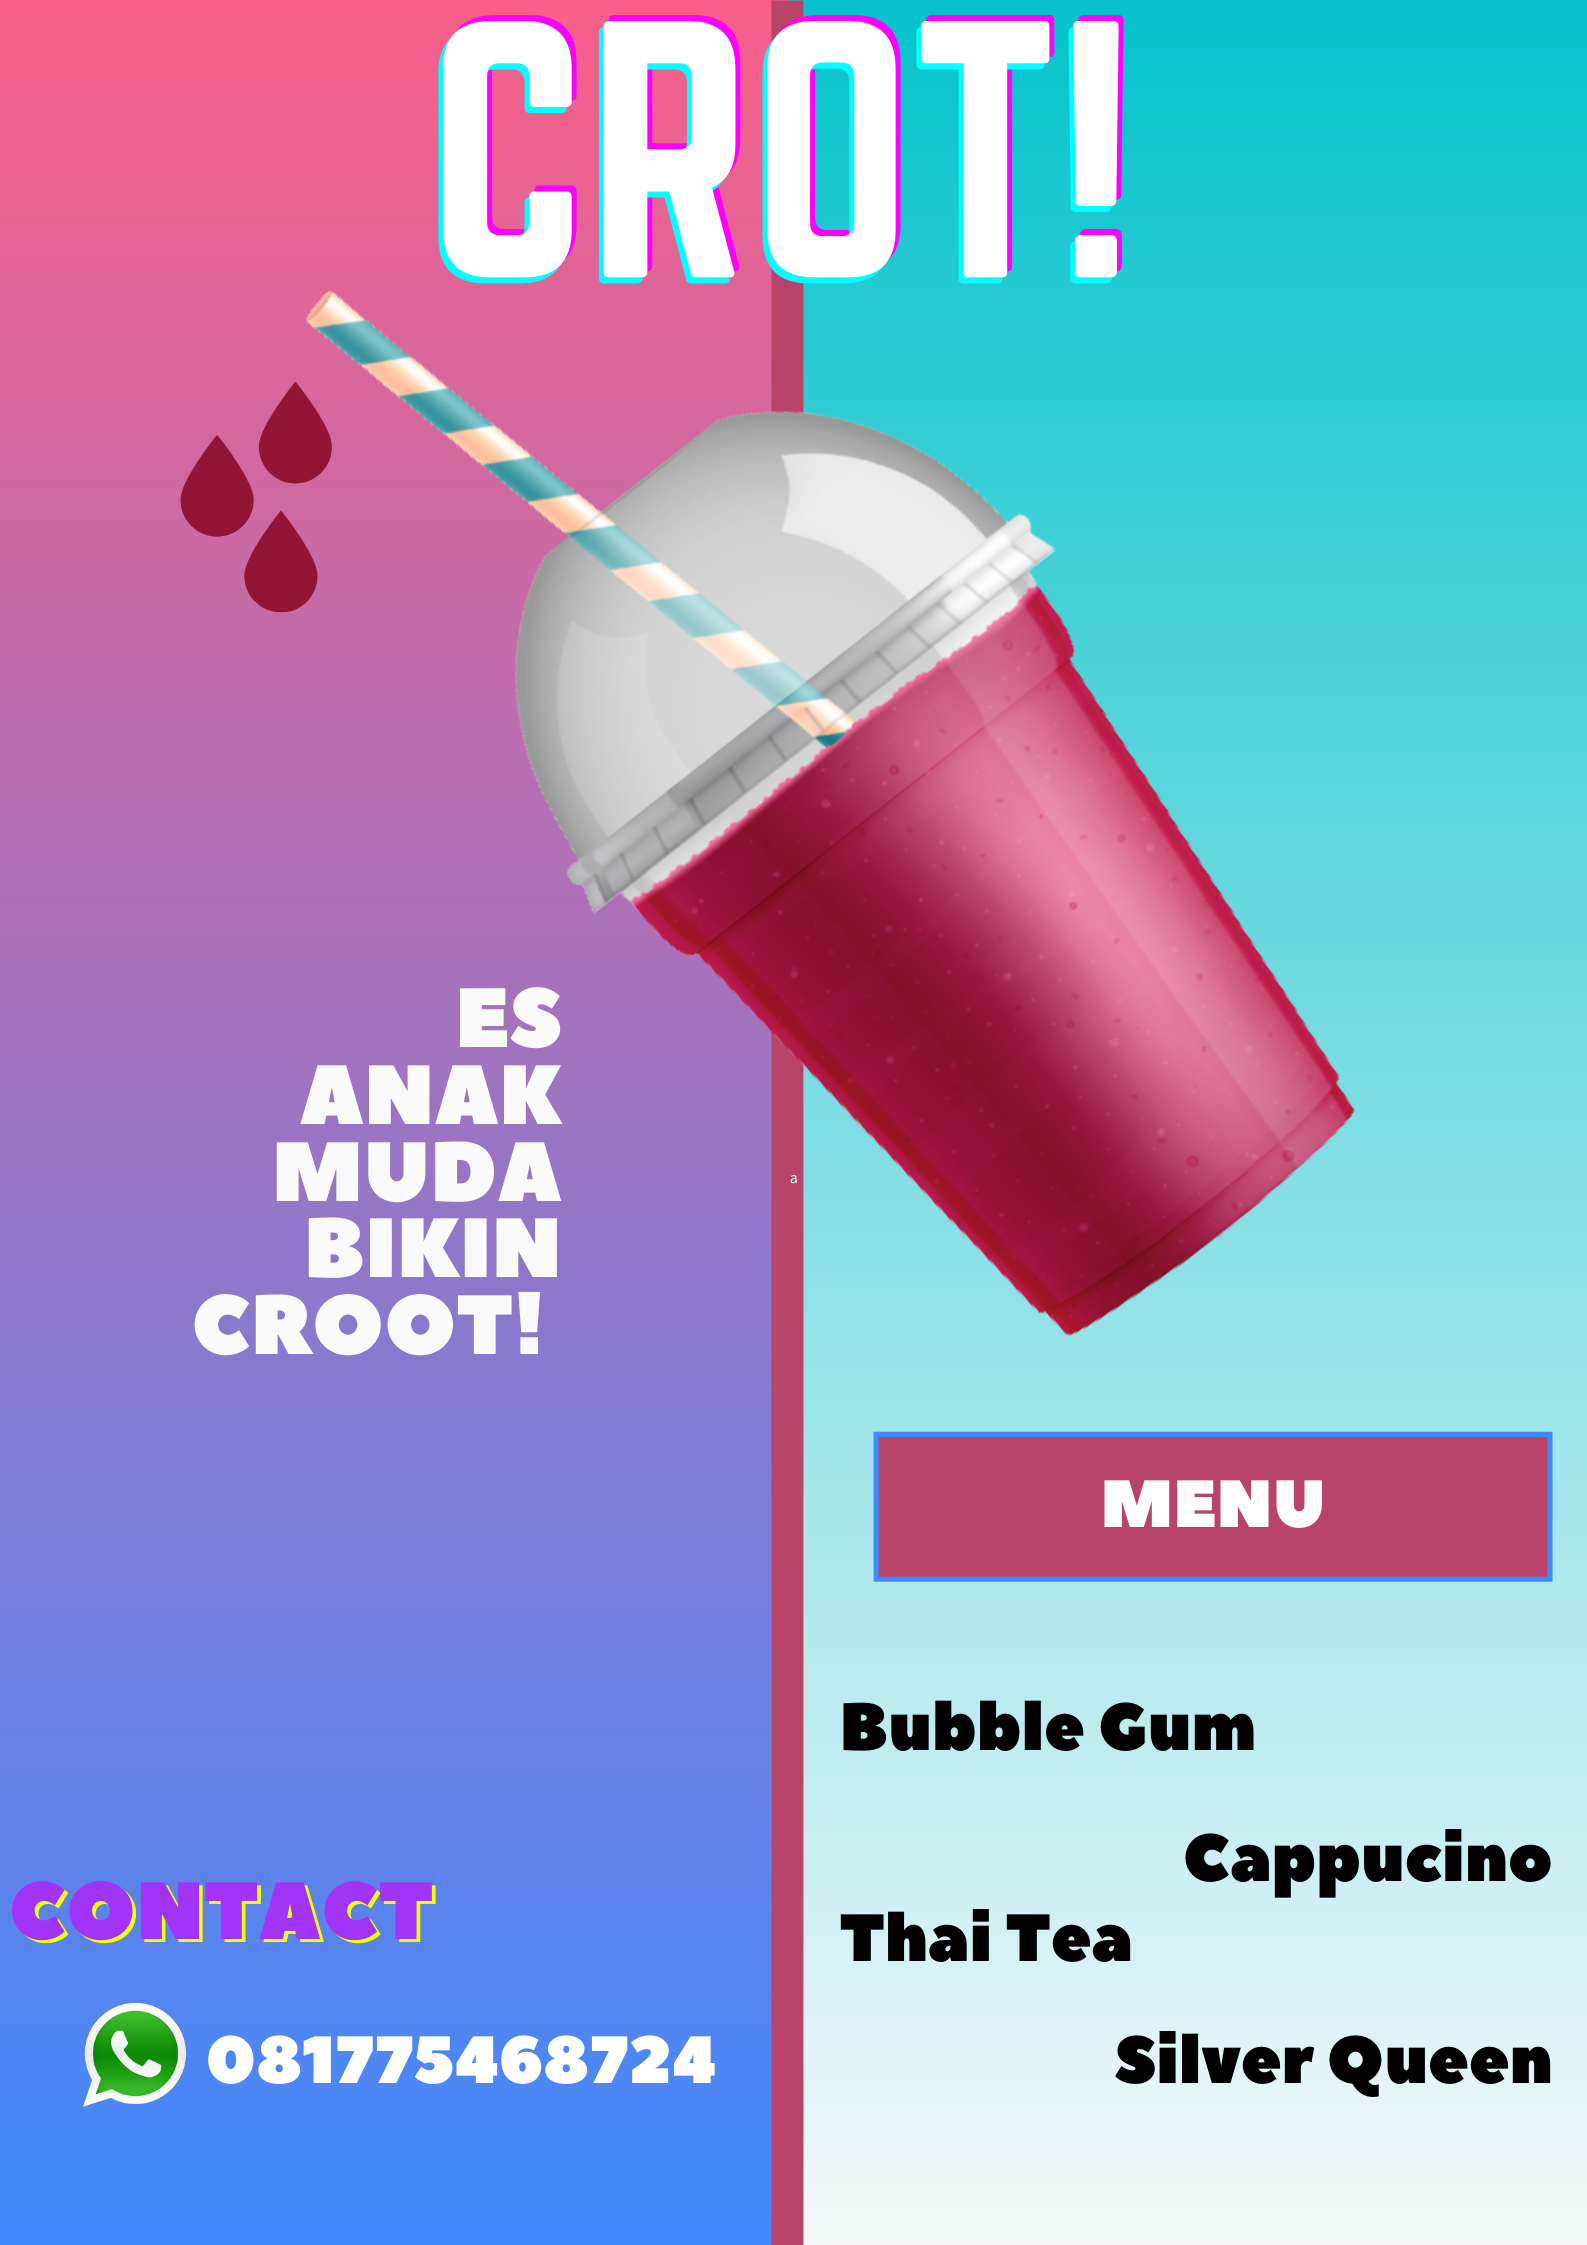 CROT!
ES
ANAK
MUDA
BIKIN
CROOT!
a
MENU
Bubble Gum
Cappucino
Thai Tea
Silver Queen
CONTACT
081775468724